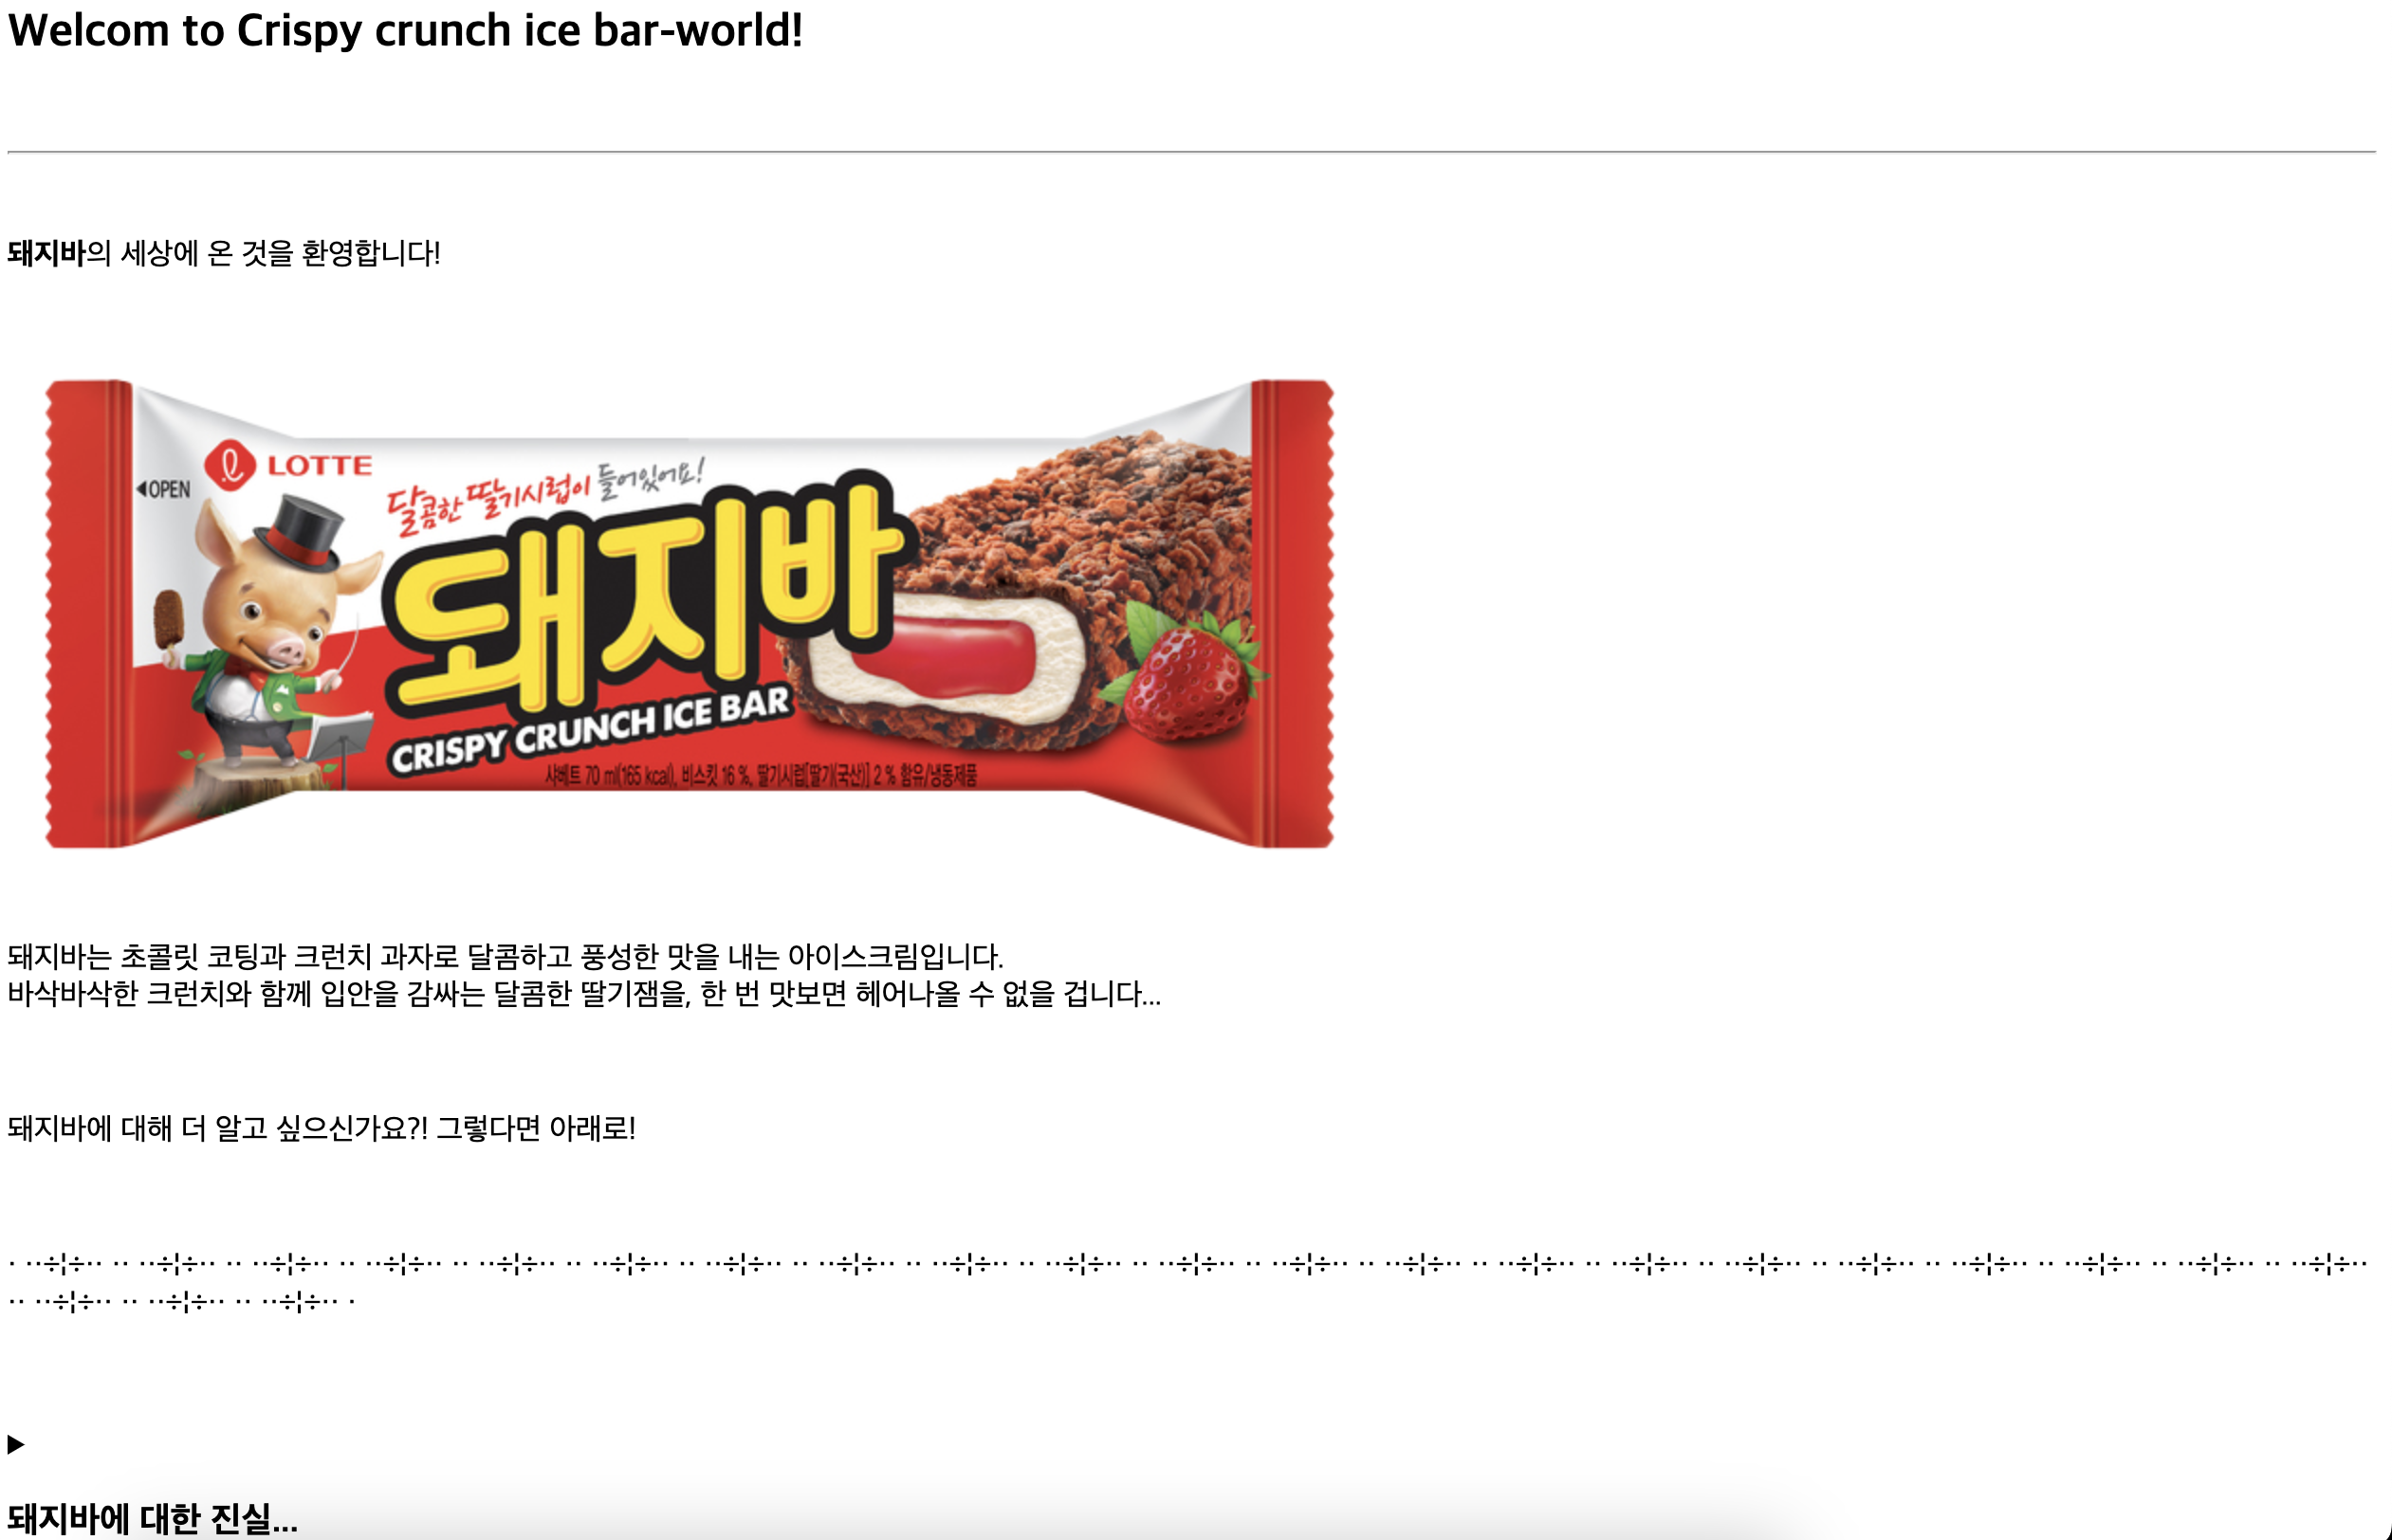 Welcom to Crispy crunch ice bar-world!
돼지바의 세상에 온 것을 환영합니다!
LOTTE
◀OPEN
달콤한 딸기시럽이 들어있어요!
돼지바
CRISPY CRUNCH ICE BAR
샤베트 70 ml(165 kcal), 비스킷 16 %, 딸기시럽[딸기(국산)] 2 % 함유/냉동제품
돼지바는 초콜릿 코팅과 크런치 과자로 달콤하고 풍성한 맛을 내는 아이스크림입니다.
바삭바삭한 크런치와 함께 입안을 감싸는 달콤한 딸기잼을, 한 번 맛보면 헤어나올 수 없을 겁니다...
돼지바에 대해 더 알고 싶으신가요?! 그렇다면 아래로!
· ··÷¦÷·· ·· ··÷¦÷·· ·· ··÷¦÷·· ·· ··÷¦÷·· ·· ··÷¦÷·· ·· ··÷¦÷·· ·· ··÷¦÷·· ·· ··÷¦÷·· ·· ··÷¦÷·· ·· ··÷¦÷·· ·· ··÷¦÷·· ·· ··÷¦÷·· ·· ··÷¦÷·· ·· ··÷¦÷·· ·· ··÷¦÷·· ·· ··÷¦÷·· ·· ··÷¦÷·· ·· ··÷¦÷·· ·· ··÷¦÷·· ·· ··÷¦÷·· ·· ··÷¦÷··
·· ··÷¦÷·· ·· ··÷¦÷·· ·· ··÷¦÷·· ·
▶
돼지바에 대한 진실...